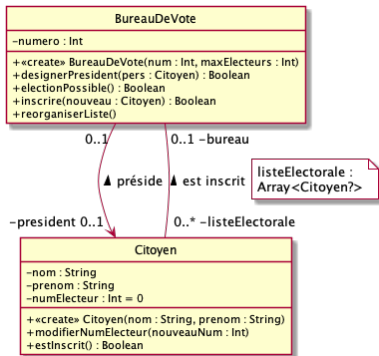 BureauDeVote
-numero : Int
+«create» BureauDeVote(num : Int, maxElecteurs : Int)
+designerPresident(pers : Citoyen) : Boolean
+electionPossible() : Boolean
+inscrire(nouveau : Citoyen) : Boolean
+reorganiserListe()
0..1
0..1 -bureau
préside
est inscrit
listeElectorale :
Array<Citoyen?>
-president 0..1
0..* -listeElectorale
Citoyen
-nom : String
-prenom : String
-numElecteur : Int = 0
+«create» Citoyen(nom : String, prenom : String)
+modifierNumElecteur(nouveauNum : Int)
+estInscrit() : Boolean